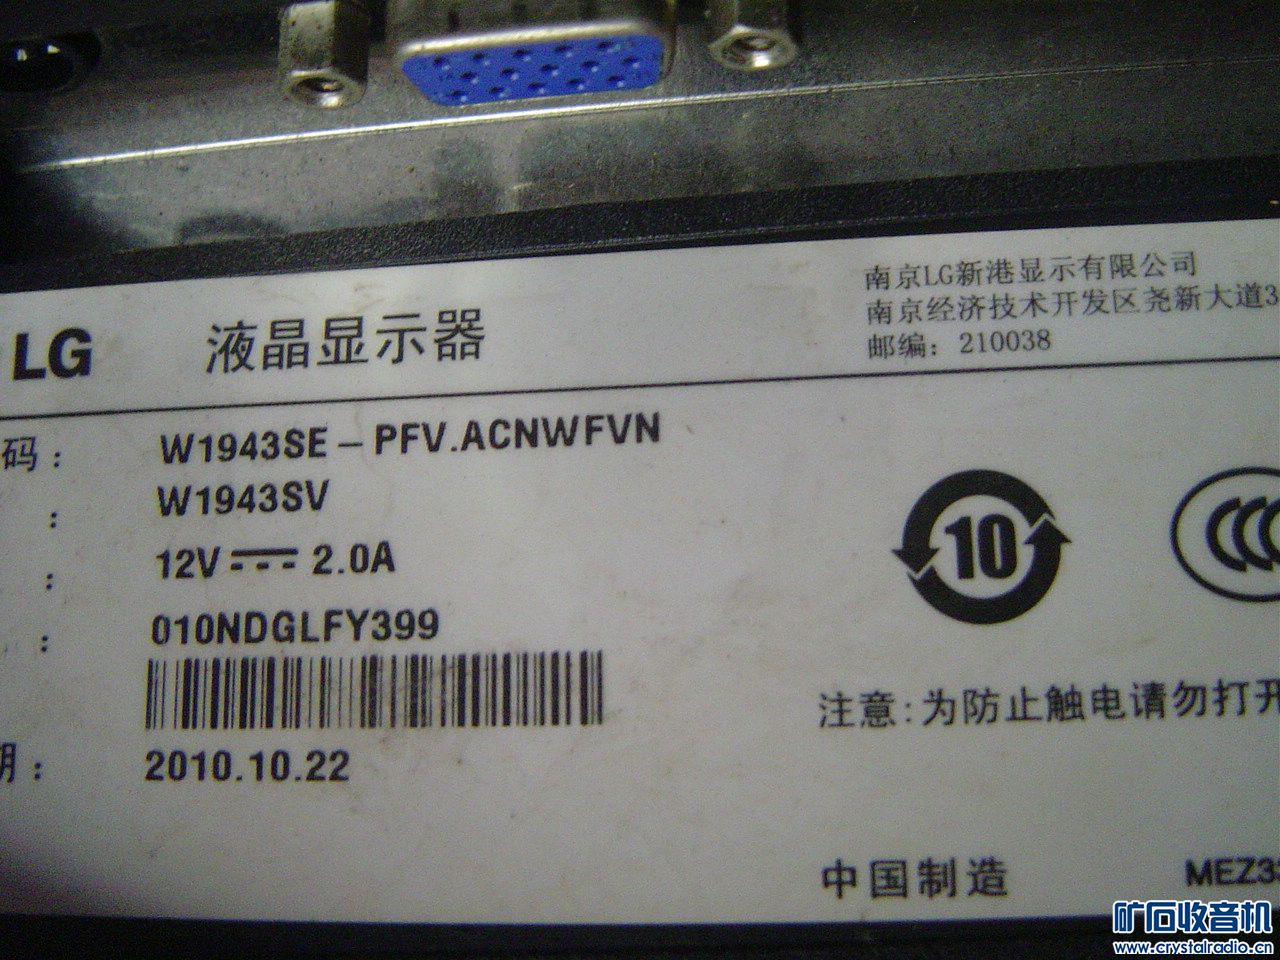 南京LG新港显示有限公司
南京经济技术开发区尧新大道3
邮编：210038
LG 液晶显示器
码： W1943SE-PFV.ACNWFVN
： W1943SV
： 12V 2.0A
： 010NDGLFY399
期： 2010.10.22
10
注意:为防止触电请勿打开
中国制造 MEZ33
矿石收音机
www.crystalradio.cn